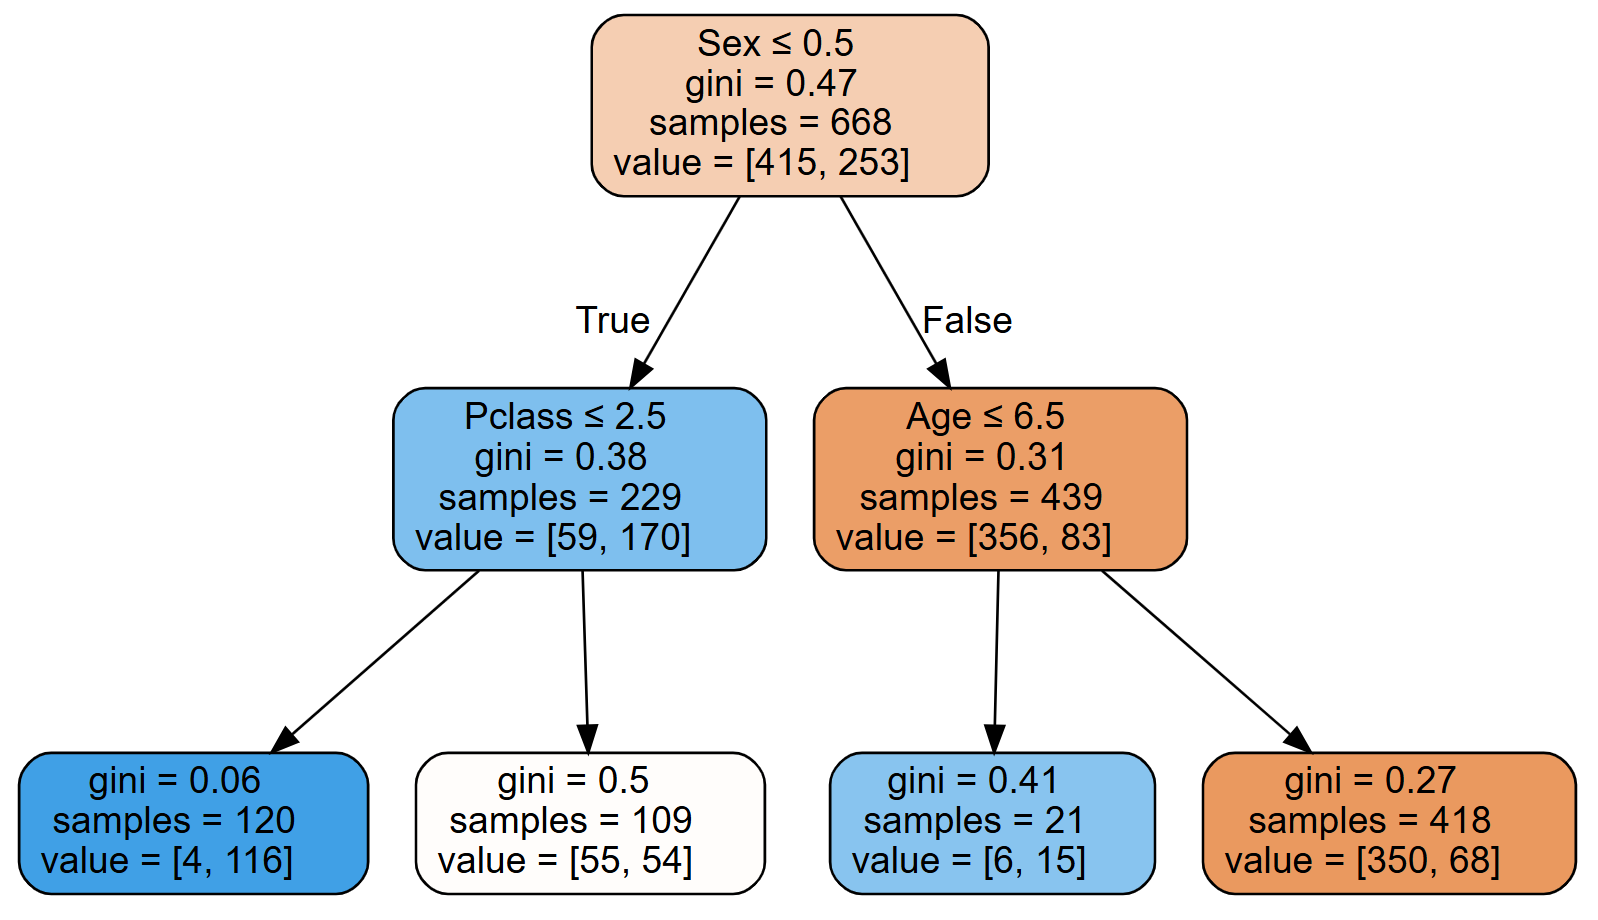 Sex ≤ 0.5
gini = 0.47
samples = 668
value = [415, 253]
True
False
Pclass ≤ 2.5
gini = 0.38
samples = 229
value = [59, 170]
Age ≤ 6.5
gini = 0.31
samples = 439
value = [356, 83]
gini = 0.06
samples = 120
value = [4, 116]
gini = 0.5
samples = 109
value = [55, 54]
gini = 0.41
samples = 21
value = [6, 15]
gini = 0.27
samples = 418
value = [350, 68]